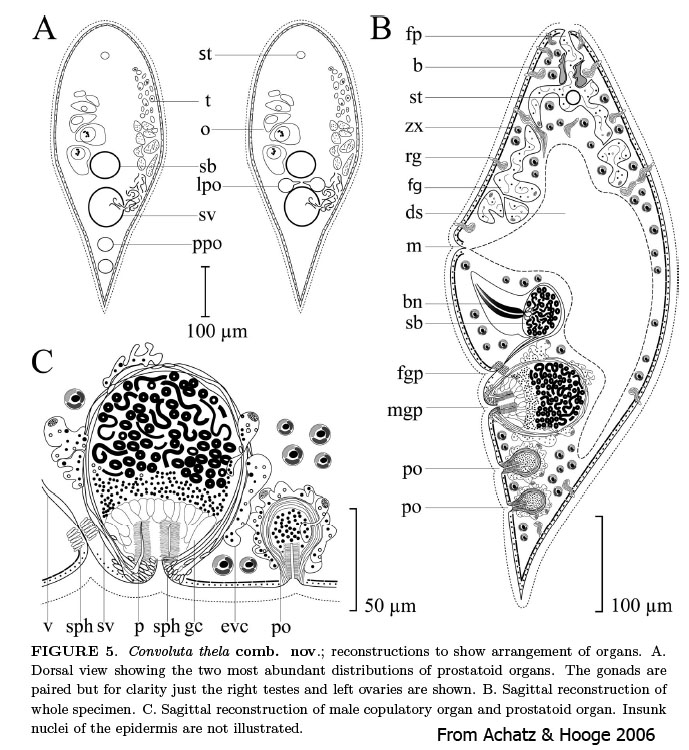 A
B
st
t
o
sb
lpo
sv
ppo
100 µm
fp
b
st
zx
rg
fg
ds
m
bn
sb
fgp
mgp
po
po
100 µm
C
50 µm
v sph sv p sph gc evc po
FIGURE 5. Convoluta thela comb. nov.; reconstructions to show arrangement of organs. A.
Dorsal view showing the two most abundant distributions of prostatoid organs. The gonads are
paired but for clarity just the right testes and left ovaries are shown. B. Sagittal reconstruction of
whole specimen. C. Sagittal reconstruction of male copulatory organ and prostatoid organ. Insunk
nuclei of the epidermis are not illustrated.
From Achatz & Hooge 2006